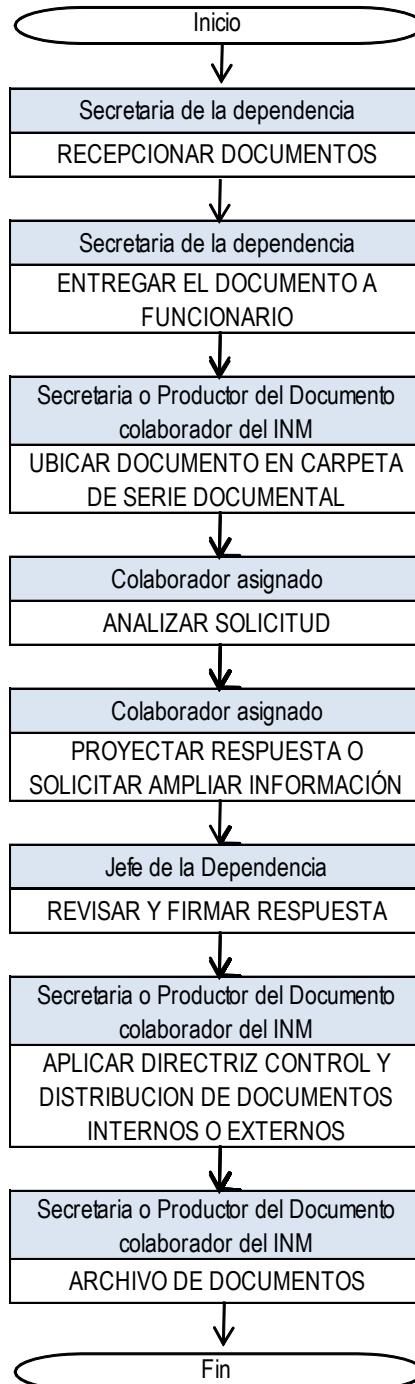 Inicio
Secretaria de la dependencia
RECEPCIONAR DOCUMENTOS
Secretaria de la dependencia
ENTREGAR EL DOCUMENTO A
FUNCIONARIO
Secretaria o Productor del Documento
colaborador del INM
UBICAR DOCUMENTO EN CARPETA
DE SERIE DOCUMENTAL
Colaborador asignado
ANALIZAR SOLICITUD
Colaborador asignado
PROYECTAR RESPUESTA O
SOLICITAR AMPLIAR INFORMACIÓN
Jefe de la Dependencia
REVISAR Y FIRMAR RESPUESTA
Secretaria o Productor del Documento
colaborador del INM
APLICAR DIRECTRIZ CONTROL Y
DISTRIBUCION DE DOCUMENTOS
INTERNOS O EXTERNOS
Secretaria o Productor del Documento
colaborador del INM
ARCHIVO DE DOCUMENTOS
Fin